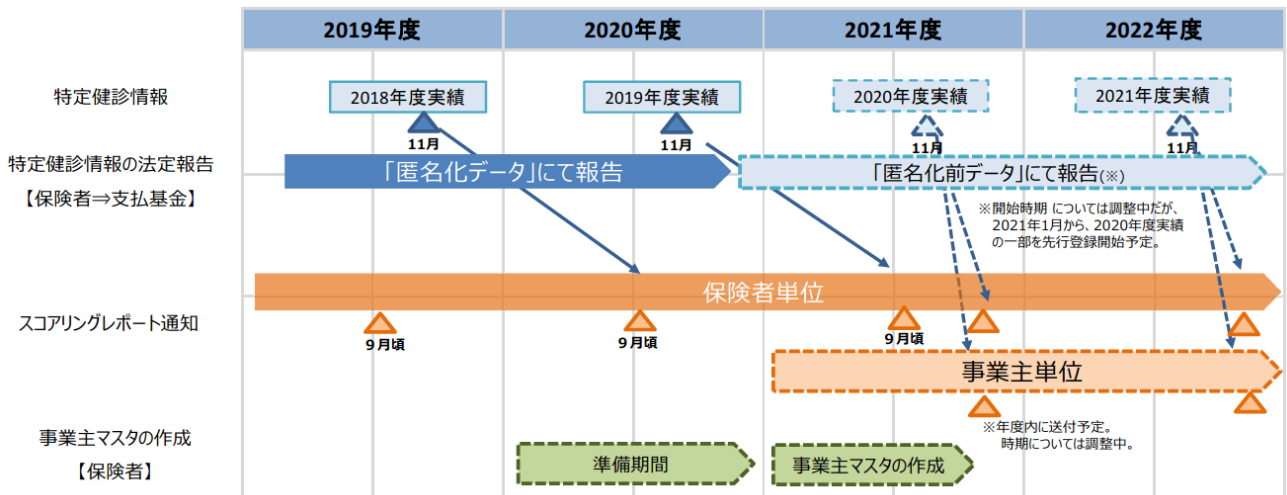 2019年度
2020年度
2021年度
2022年度
特定健診情報
2018年度実績
2019年度実績
2020年度実績
2021年度実績
11月
11月
11月
11月
特定健診情報の法定報告
【保険者⇒支払基金】
「匿名化データ」にて報告
「匿名化前データ」にて報告(※)
※開始時期 については調整中だが、
2021年1月から、2020年度実績
の一部を先行登録開始予定。
保険者単位
スコアリングレポート通知
９月頃
９月頃
９月頃
事業主単位
※年度内に送付予定。
時期については調整中。
事業主マスタの作成
【保険者】
準備期間
事業主マスタの作成